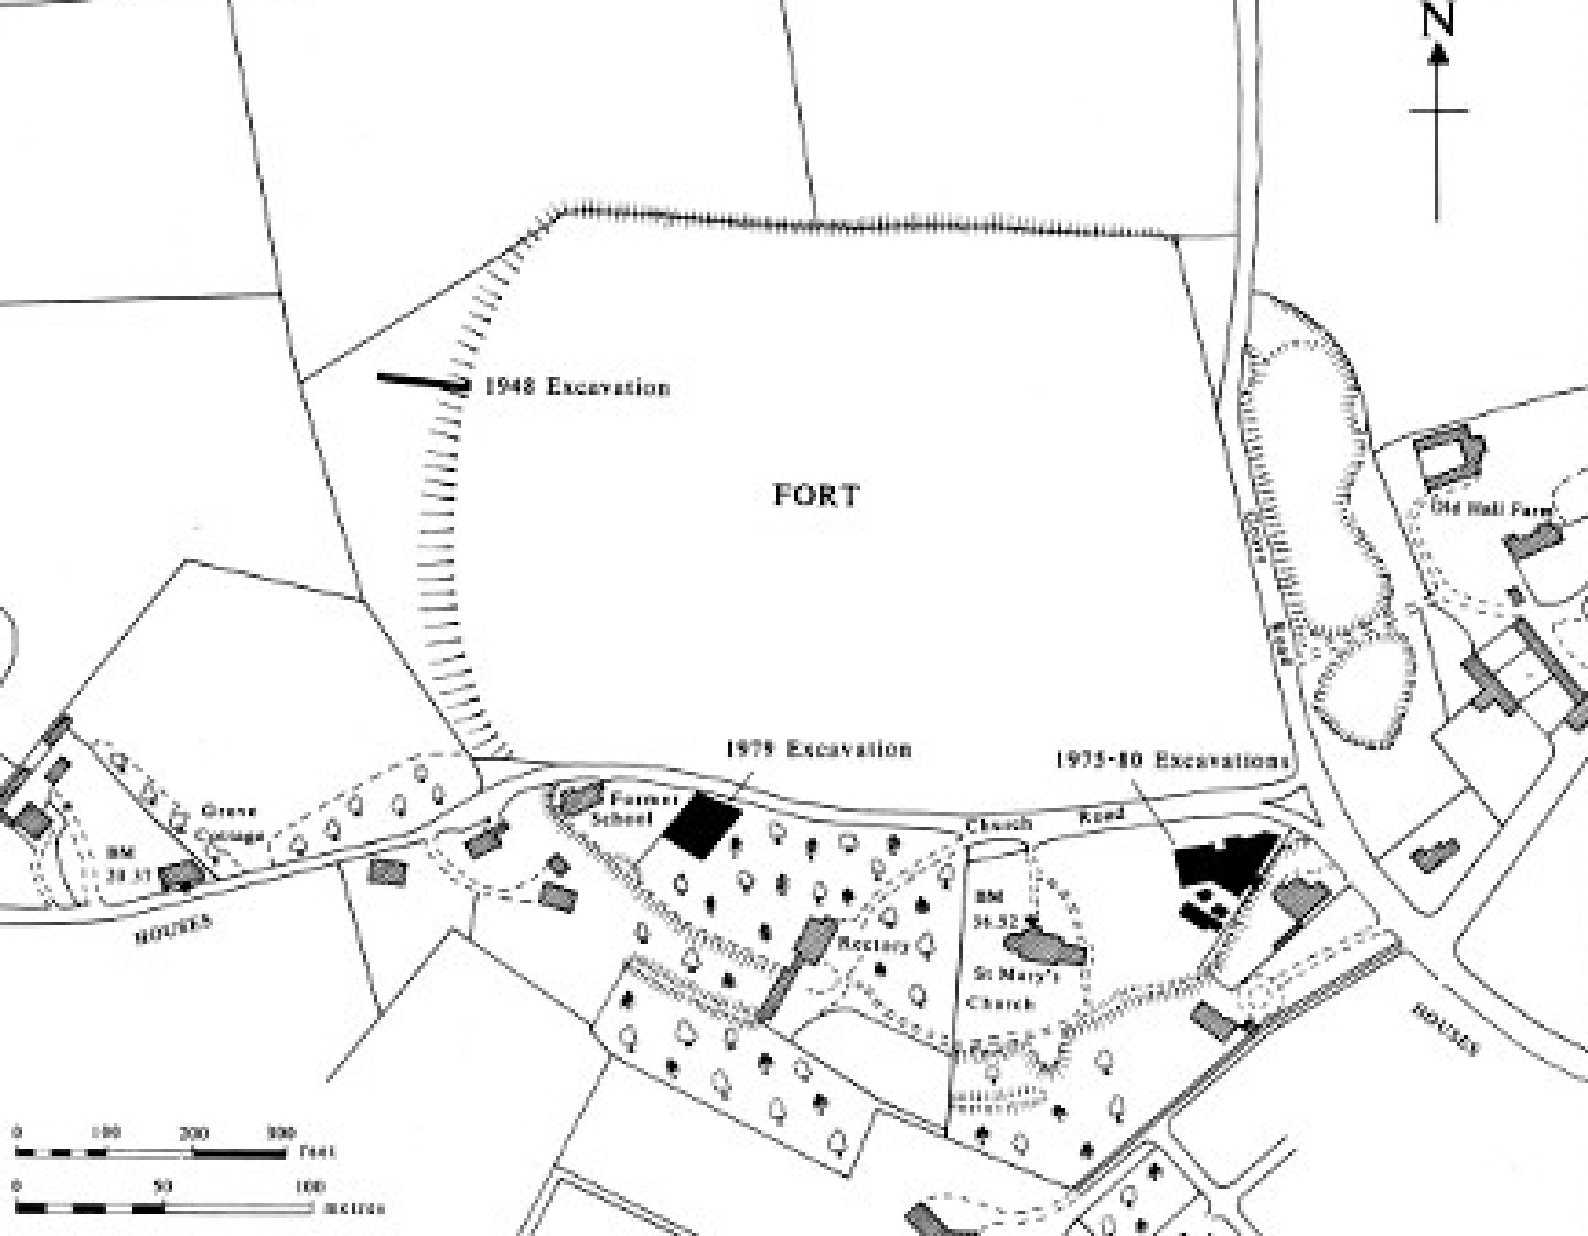 N
1948 Excavation
FORT
Old Hall Farm
Road
1979 Excavation
1975-80 Excavations
Former
School
Church Road
Grove
Cottage
BM
HOUSES
BM
Rectory
St Mary's
Church
HOUSES
0 100 200 300
Feet
0 50 100
metres